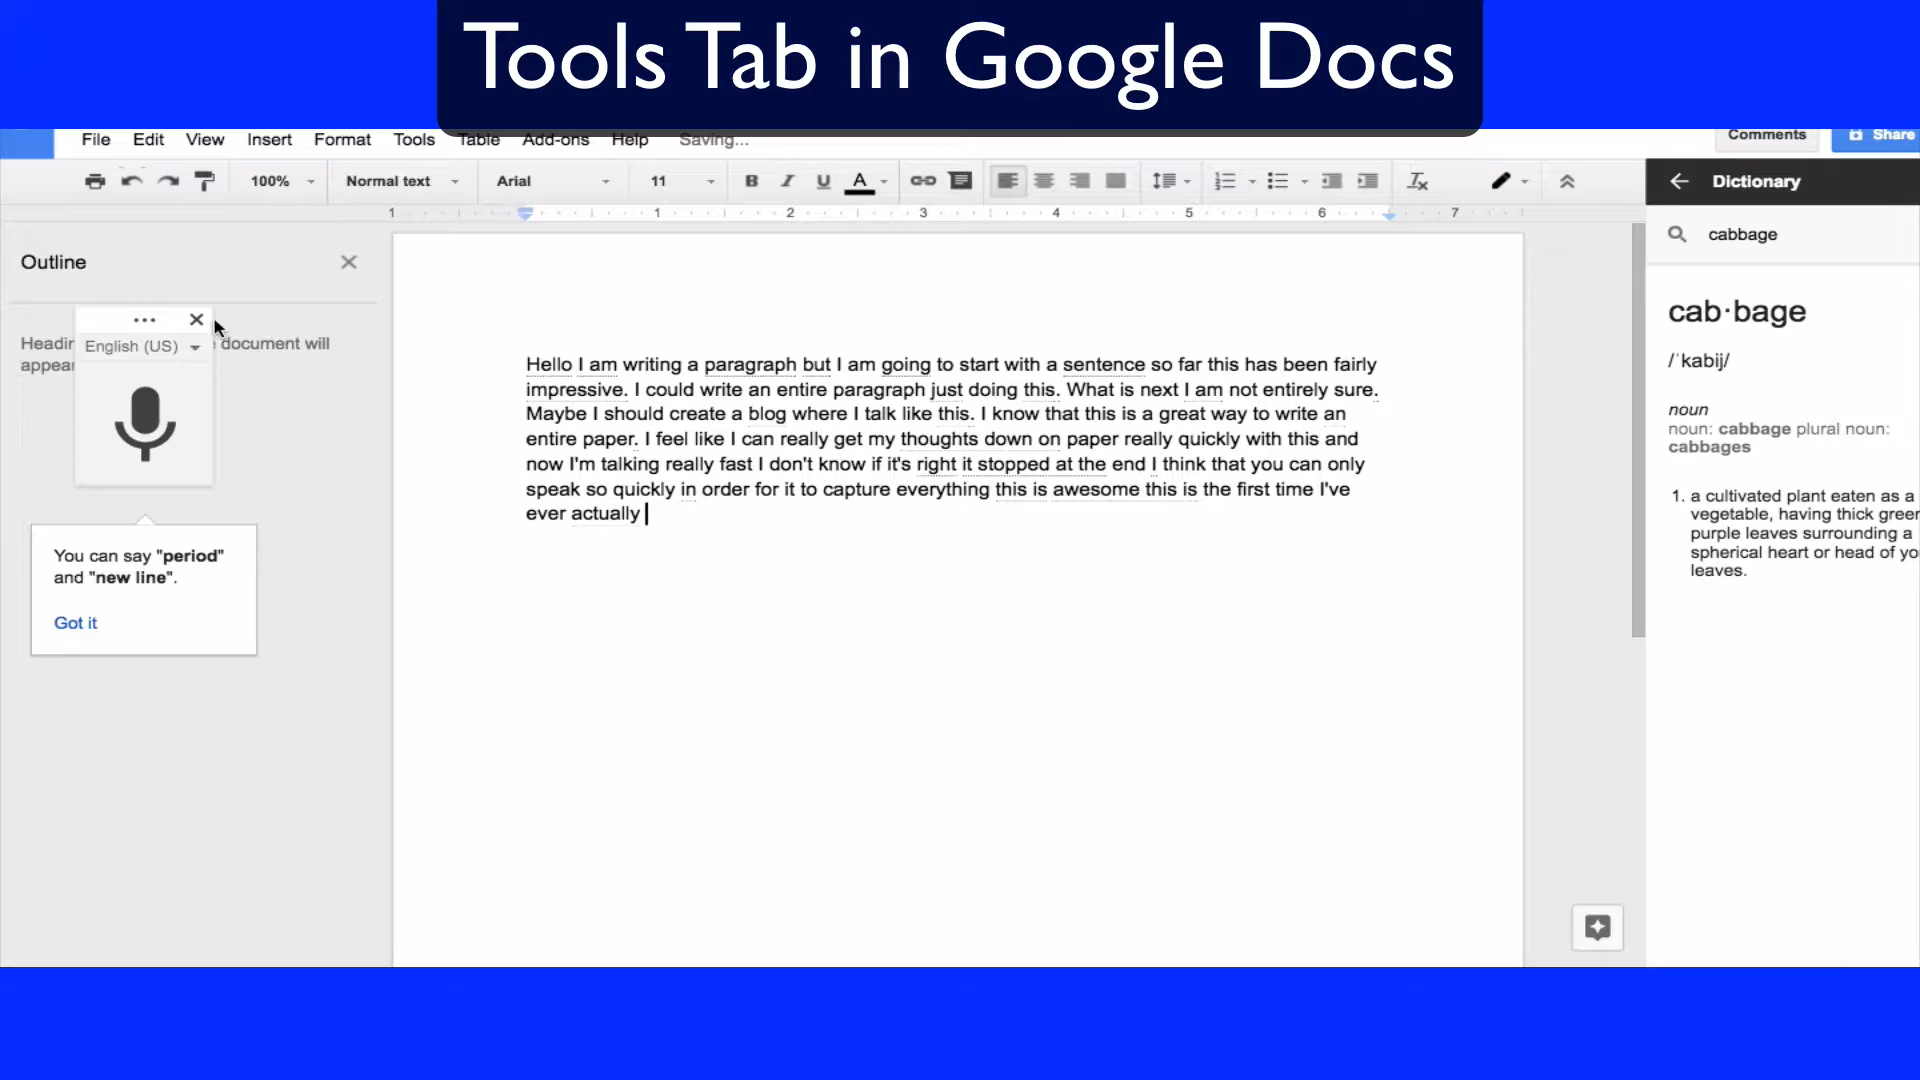 Tools Tab in Google Docs
File Edit View Insert Format Tools Table Add-ons Help Saving...
Comments Share
100% Normal text Arial 11 B I U A
Dictionary
1 1 2 3 4 5 6 7
cabbage
Outline
English (US)
document will
Hello I am writing a paragraph but I am going to start with a sentence so far this has been fairly
impressive. I could write an entire paragraph just doing this. What is next I am not entirely sure.
Maybe I should create a blog where I talk like this. I know that this is a great way to write an
entire paper. I feel like I can really get my thoughts down on paper really quickly with this and
now I'm talking really fast I don't know if it's right it stopped at the end I think that you can only
speak so quickly in order for it to capture everything this is awesome this is the first time I've
ever actually
You can say "period"
and "new line".
Got it
cab·bage
/ˈkabij/
noun
noun: cabbage plural noun:
cabbages
1. a cultivated plant eaten as a
vegetable, having thick green
purple leaves surrounding a
spherical heart or head of yo
leaves.